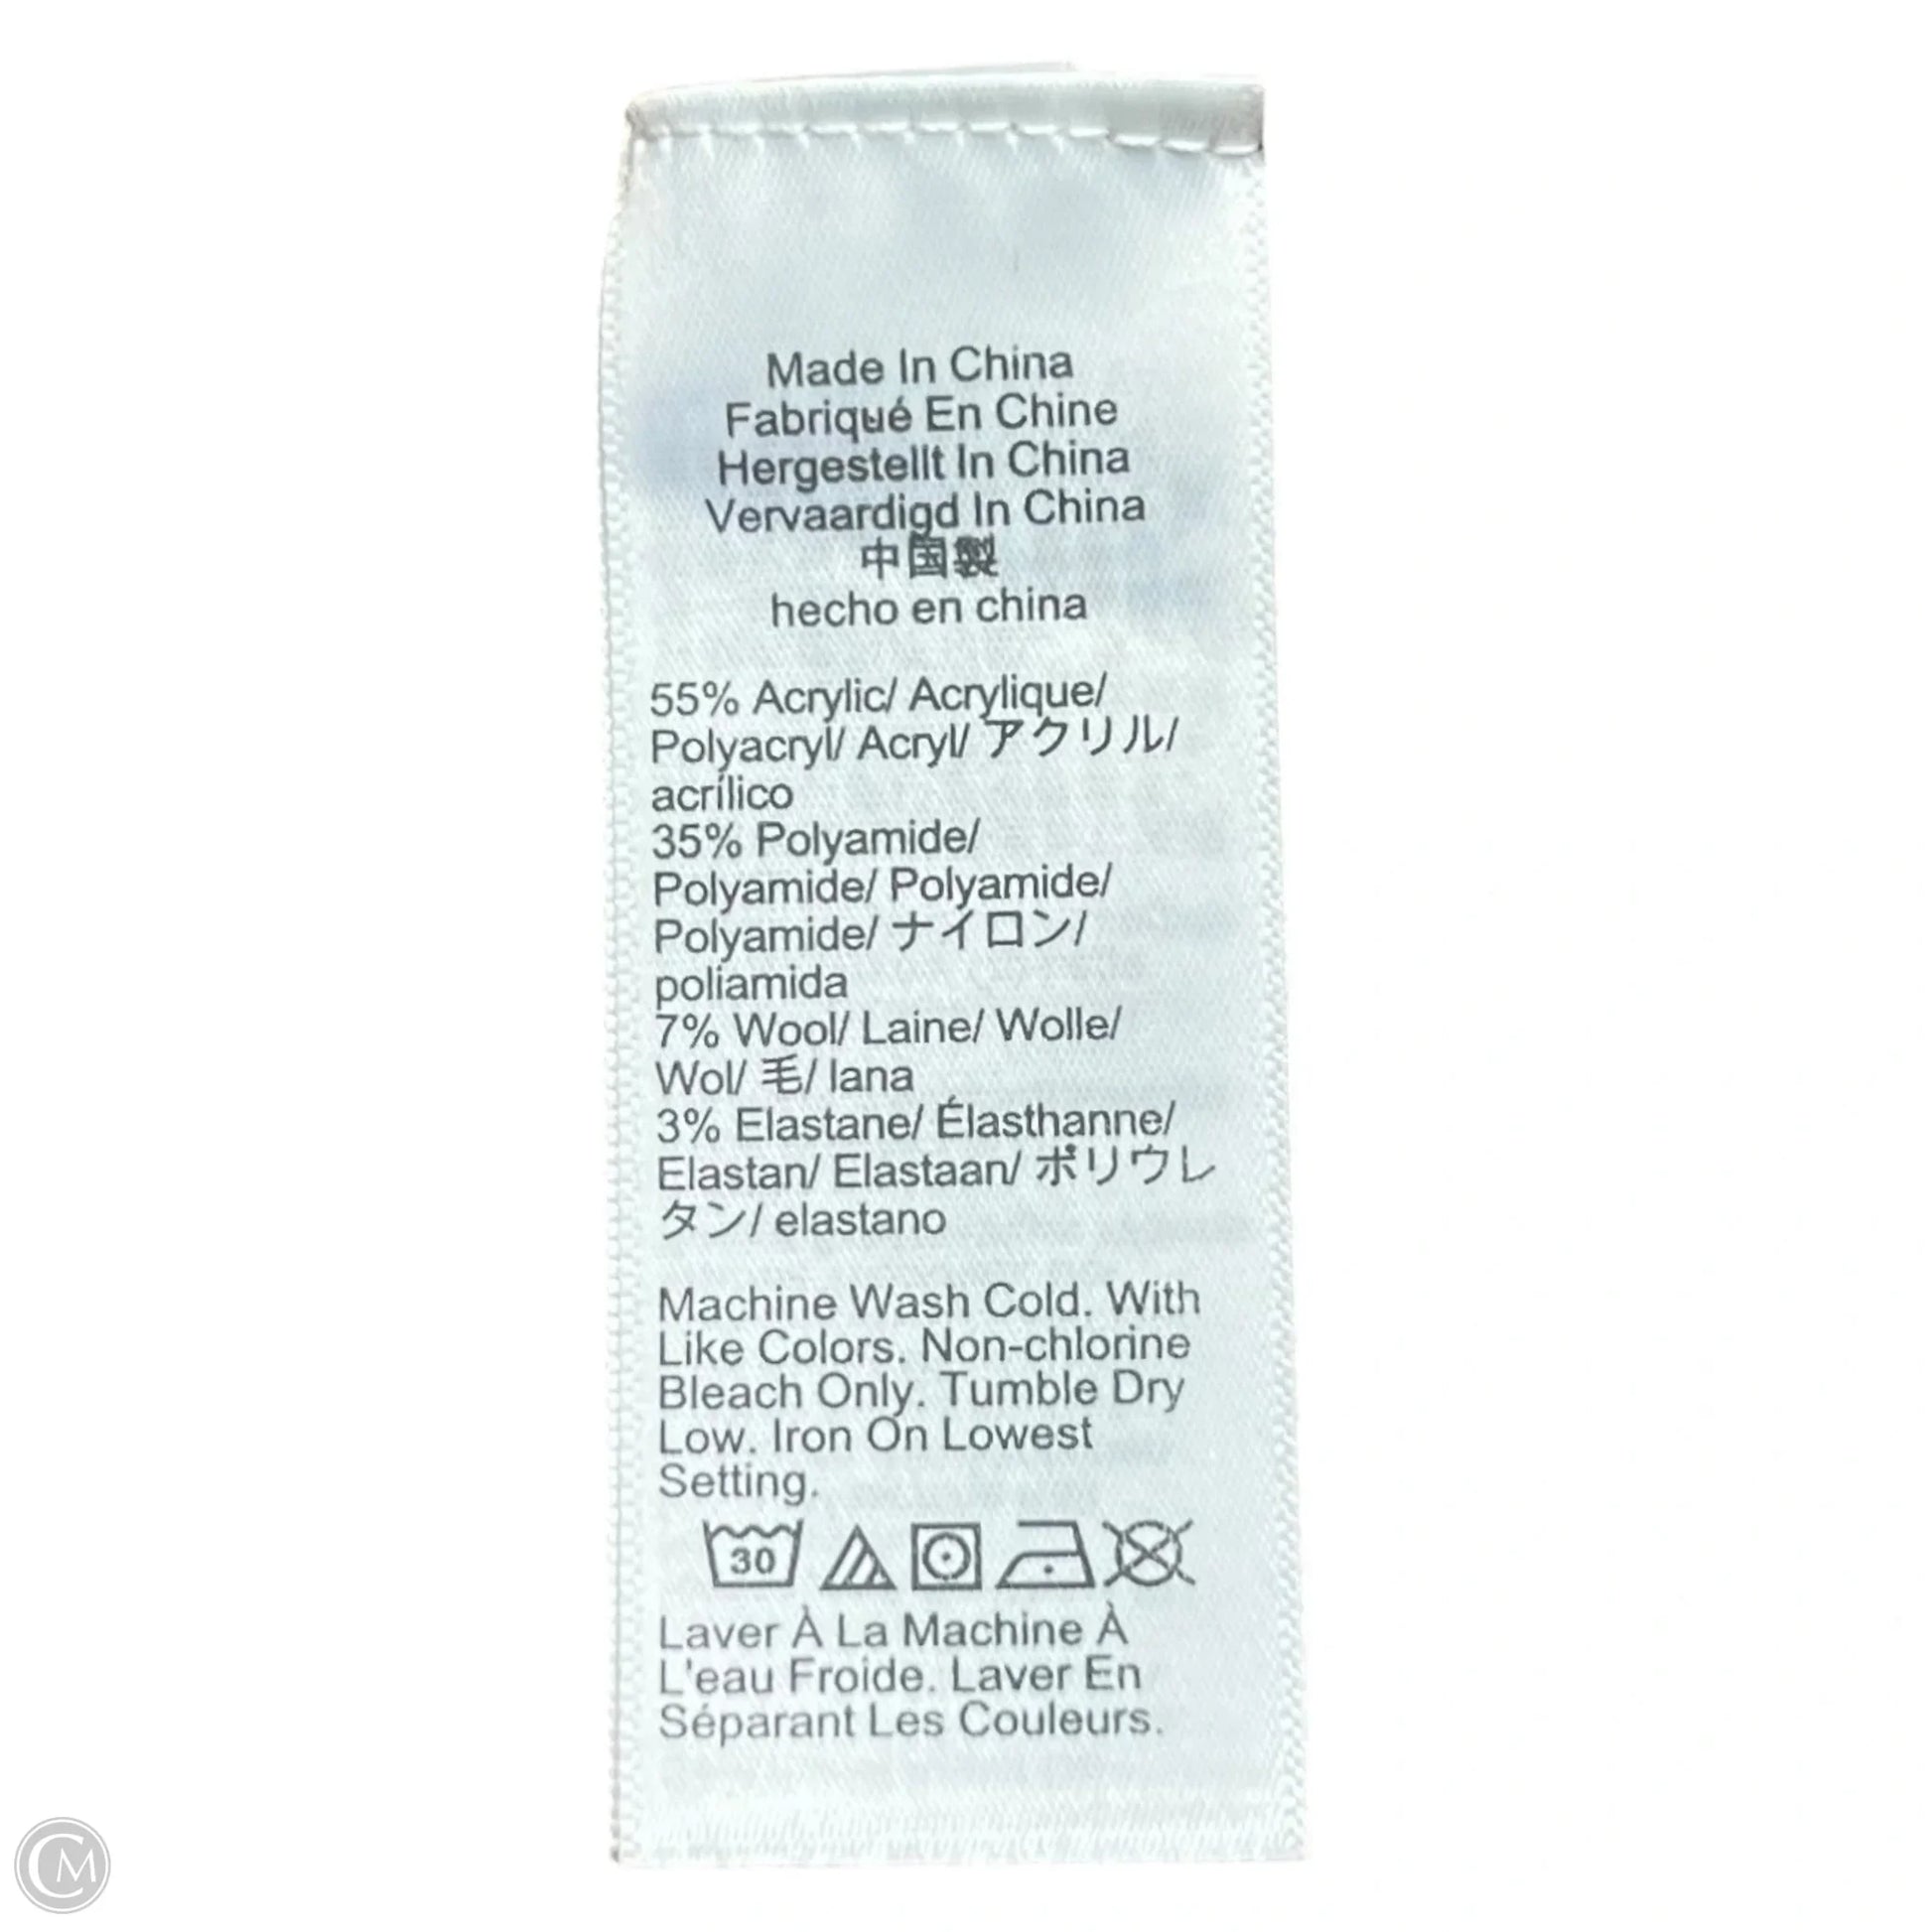 Made In China
Fabriqué En Chine
Hergestellt In China
Vervaardigd In China
中国製
hecho en china
55% Acrylic/ Acrylique/
Polyacryl/ Acryl/ アクリル/
acrílico
35% Polyamide/
Polyamide/ Polyamide/
Polyamide/ ナイロン/
poliamida
7% Wool/ Laine/ Wolle/
Wol/ 毛/ lana
3% Elastane/ Élasthanne/
Elastan/ Elastaan/ ポリウレ
タン/ elastano
Machine Wash Cold. With
Like Colors. Non-chlorine
Bleach Only. Tumble Dry
Low. Iron On Lowest
Setting.
30
Laver À La Machine À
L'eau Froide. Laver En
Séparant Les Couleurs.
CM